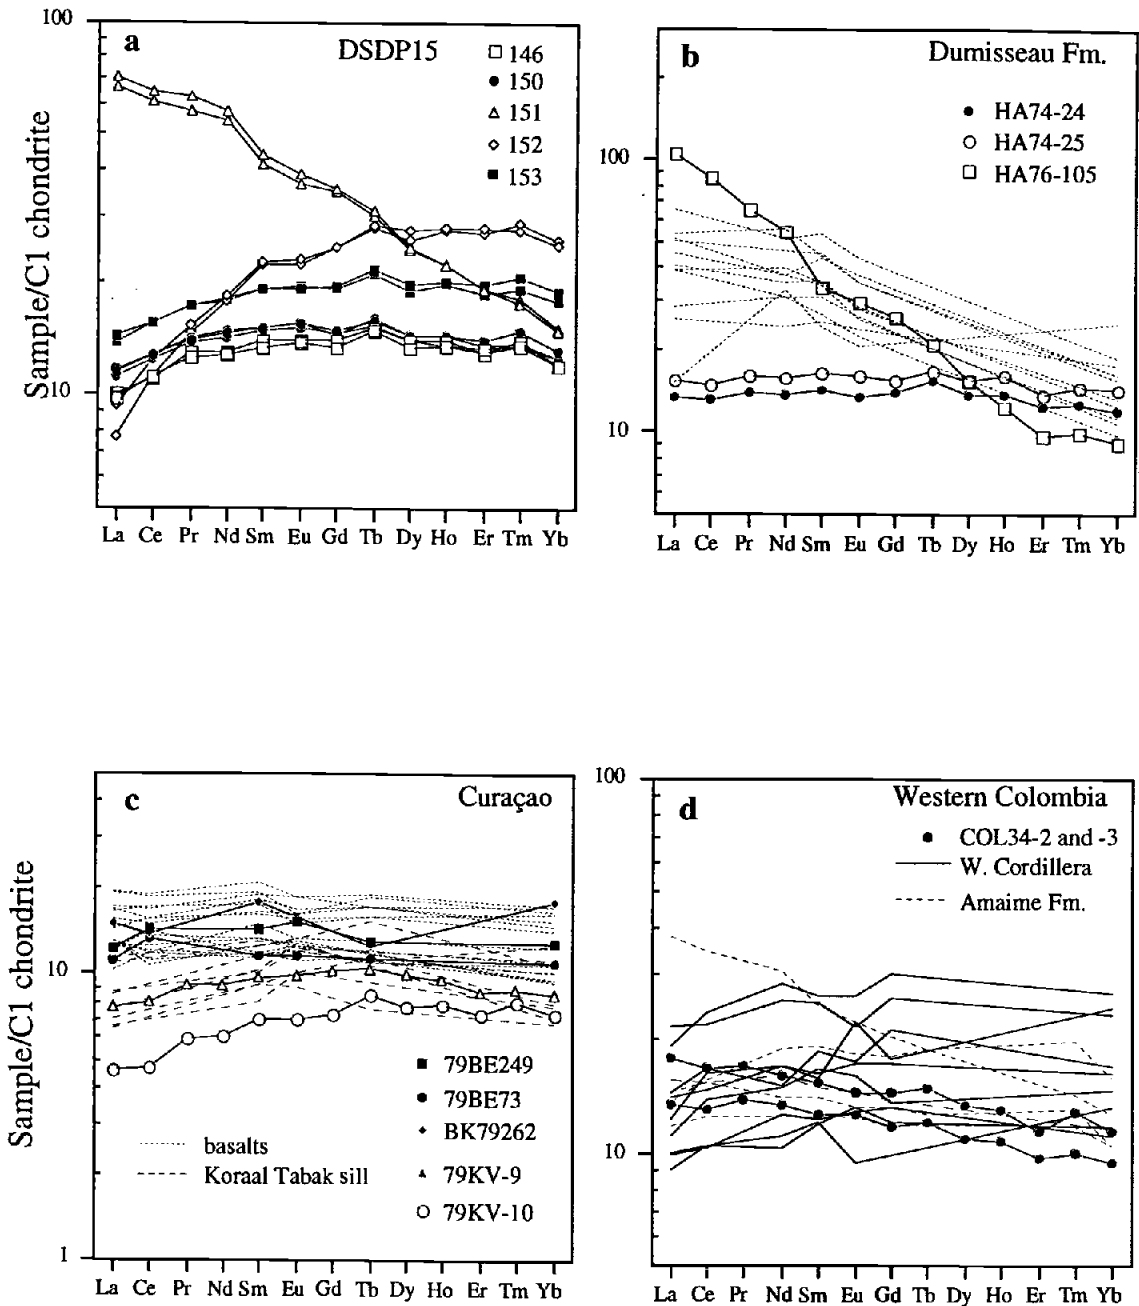 a
DSDP15
146
150
151
152
153
100
10
Sample/C1 chondrite
La Ce Pr Nd Sm Eu Gd Tb Dy Ho Er Tm Yb
b
Dumisseau Fm.
HA74-24
HA74-25
HA76-105
100
10
La Ce Pr Nd Sm Eu Gd Tb Dy Ho Er Tm Yb
c
Curaçao
10
1
Sample/C1 chondrite
79BE249
79BE73
BK79262
79KV-9
79KV-10
basalts
Koraal Tabak sill
La Ce Pr Nd Sm Eu Gd Tb Dy Ho Er Tm Yb
d
Western Colombia
COL34-2 and -3
W. Cordillera
Amaime Fm.
100
10
La Ce Pr Nd Sm Eu Gd Tb Dy Ho Er Tm Yb